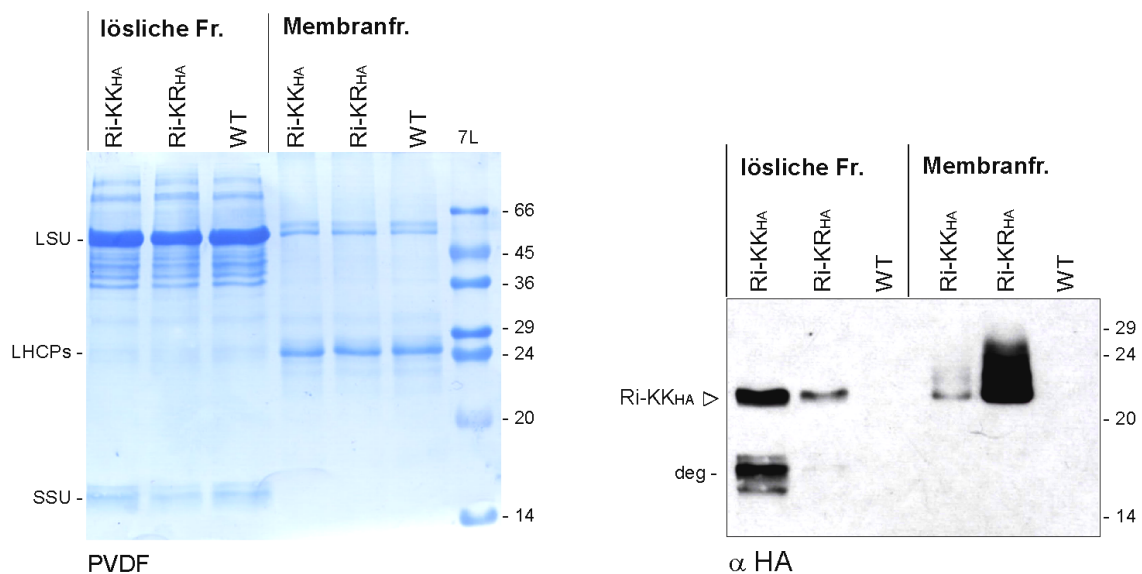 lösliche Fr. Membranfr.
Ri-KKHA Ri-KRHA WT Ri-KKHA Ri-KRHA WT 7L
LSU -
LHCPs -
SSU -
- 66
- 45
- 36
- 29
- 24
- 20
- 14
PVDF
lösliche Fr. Membranfr.
Ri-KKHA Ri-KRHA WT Ri-KKHA Ri-KRHA WT
Ri-KKHA ▷
deg -
- 29
- 24
- 20
- 14
α HA